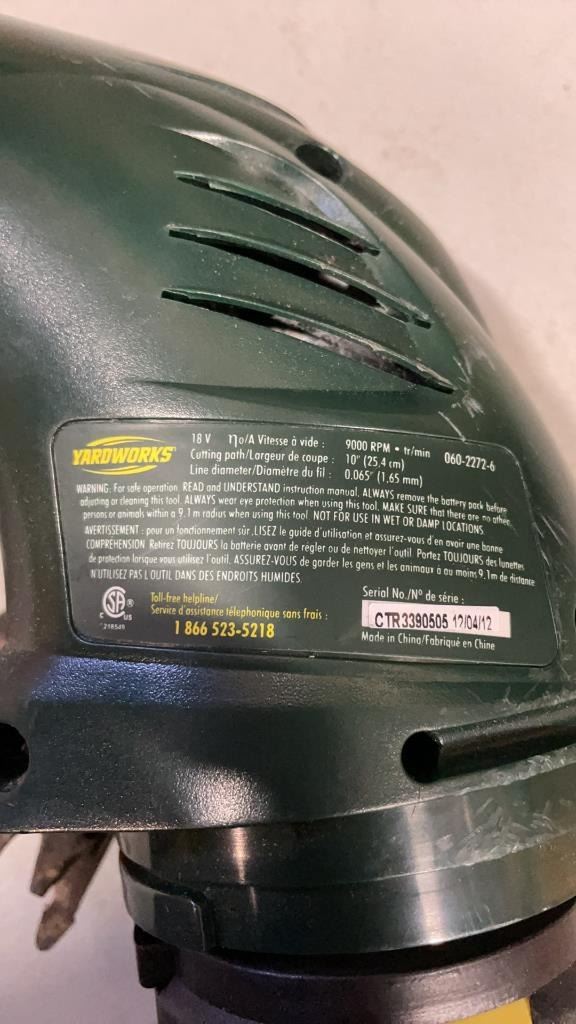 YARDWORKS
18 V ηo/A Vitesse à vide : 9000 RPM • tr/min 060-2272-6
Cutting path/Largeur de coupe : 10" (25,4 cm)
Line diameter/Diamètre du fil : 0.065" (1,65 mm)
WARNING: For safe operation, READ and UNDERSTAND instruction manual. ALWAYS remove the battery pack before
adjusting or cleaning this tool. ALWAYS wear eye protection when using this tool. MAKE SURE that there are no other
persons or animals within a 9.1 m radius when using this tool. NOT FOR USE IN WET OR DAMP LOCATIONS.
AVERTISSEMENT : pour un fonctionnement sûr, LISEZ le guide d'utilisation et assurez-vous d'en avoir une bonne
COMPREHENSION. Retirez TOUJOURS la batterie avant de régler ou de nettoyer l'outil. Portez TOUJOURS des lunettes
de protection lorsque vous utilisez l'outil. ASSUREZ-VOUS de garder les gens et les animaux à au moins 9.1m de distance
N'UTILISEZ PAS L'OUTIL DANS DES ENDROITS HUMIDES
Toll-free helpline/
Service d'assistance téléphonique sans frais :
1 866 523-5218
SA ®
C US
218549
Serial No./N° de série :
CTR3390505 12/04/12
Made in China/Fabriqué en Chine